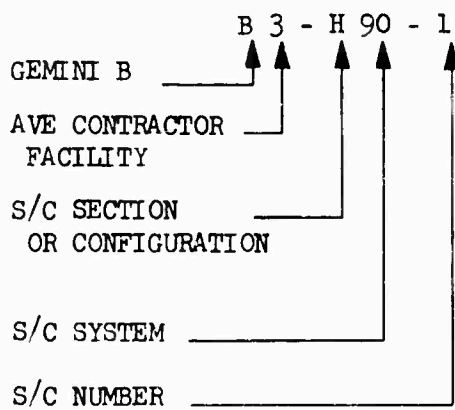 B 3 - H 90 - 1
GEMINI B
AVE CONTRACTOR
FACILITY
S/C SECTION
OR CONFIGURATION
S/C SYSTEM
S/C NUMBER